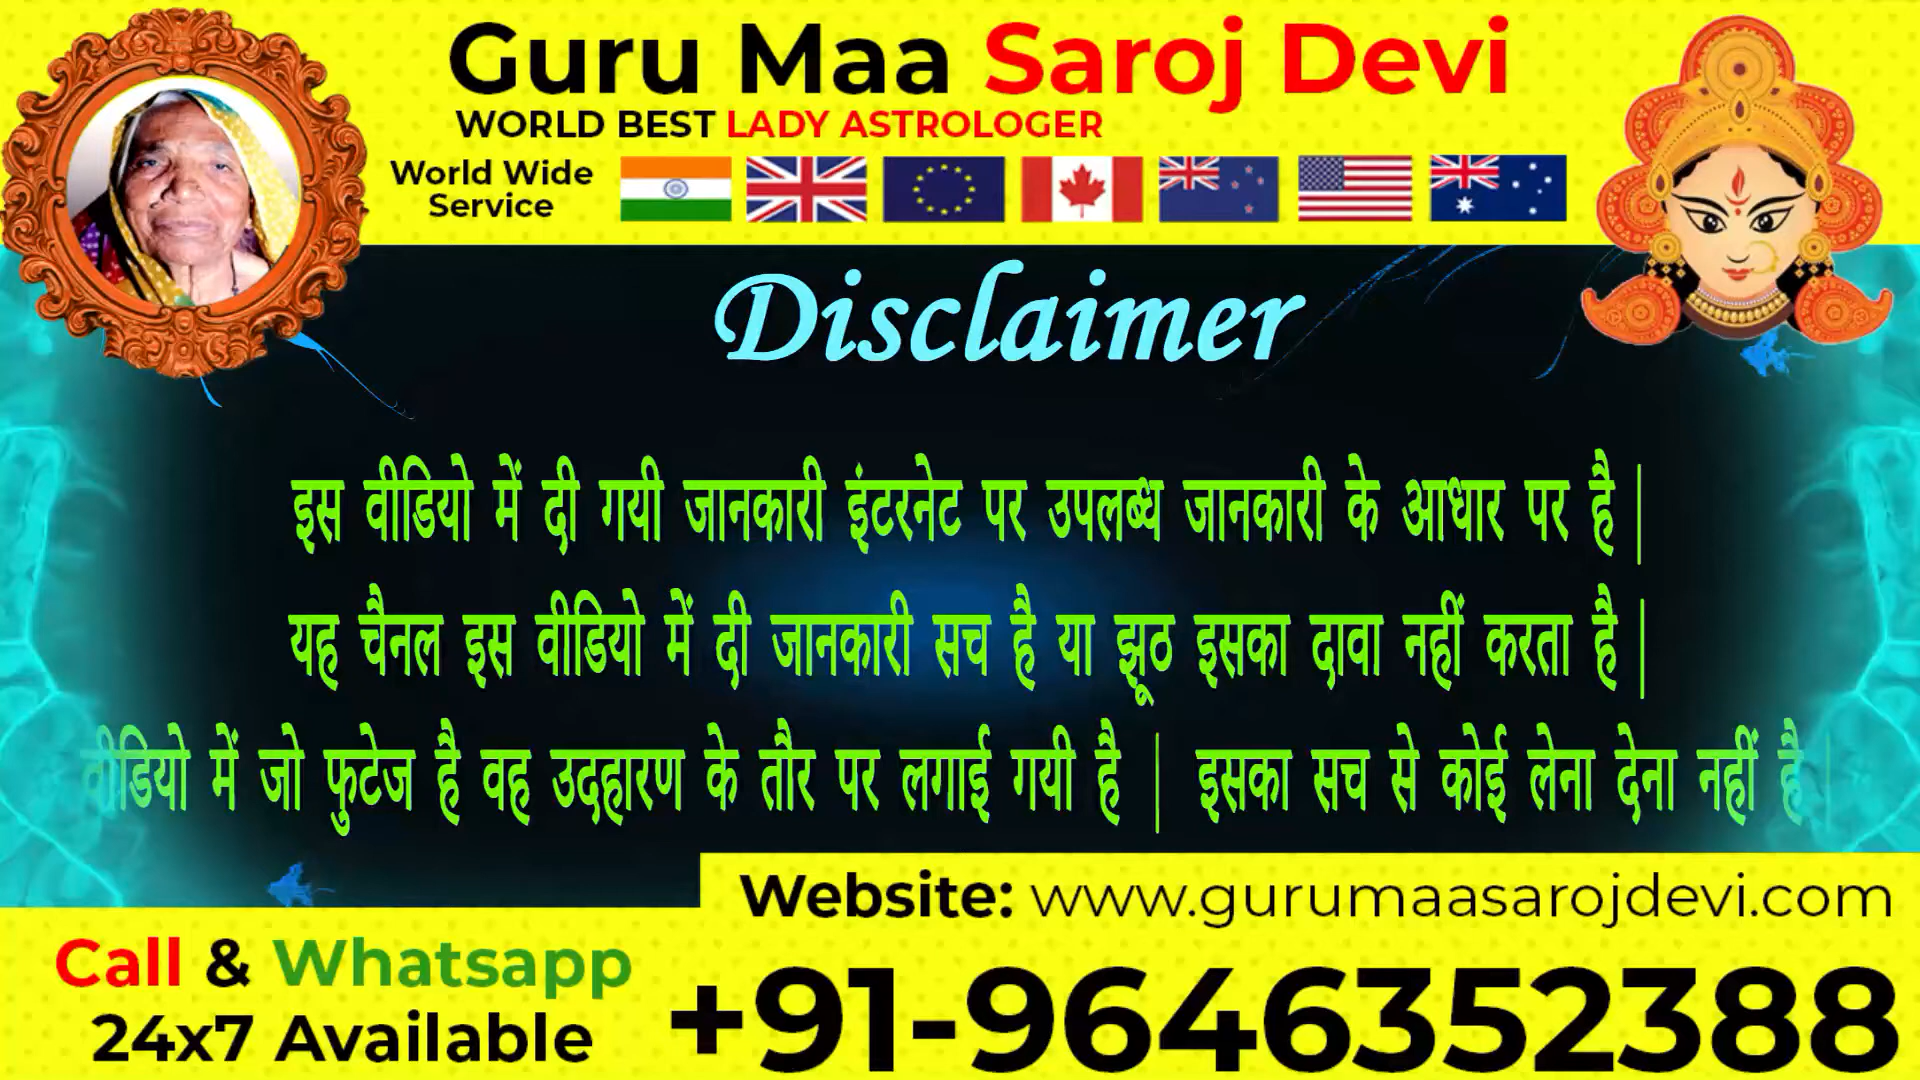 Guru Maa Saroj Devi
WORLD BEST LADY ASTROLOGER
World Wide
Service
Disclaimer
इस वीडियो में दी गयी जानकारी इंटरनेट पर उपलब्ध जानकारी के आधार पर है |
यह चैनल इस वीडियो में दी जानकारी सच है या झूठ इसका दावा नहीं करता है |
वीडियो में जो फुटेज है वह उदहारण के तौर पर लगाई गयी है | इसका सच से कोई लेना देना नहीं है |
Website: www.gurumaasarojdevi.com
Call & Whatsapp
24x7 Available
+91-9646352388